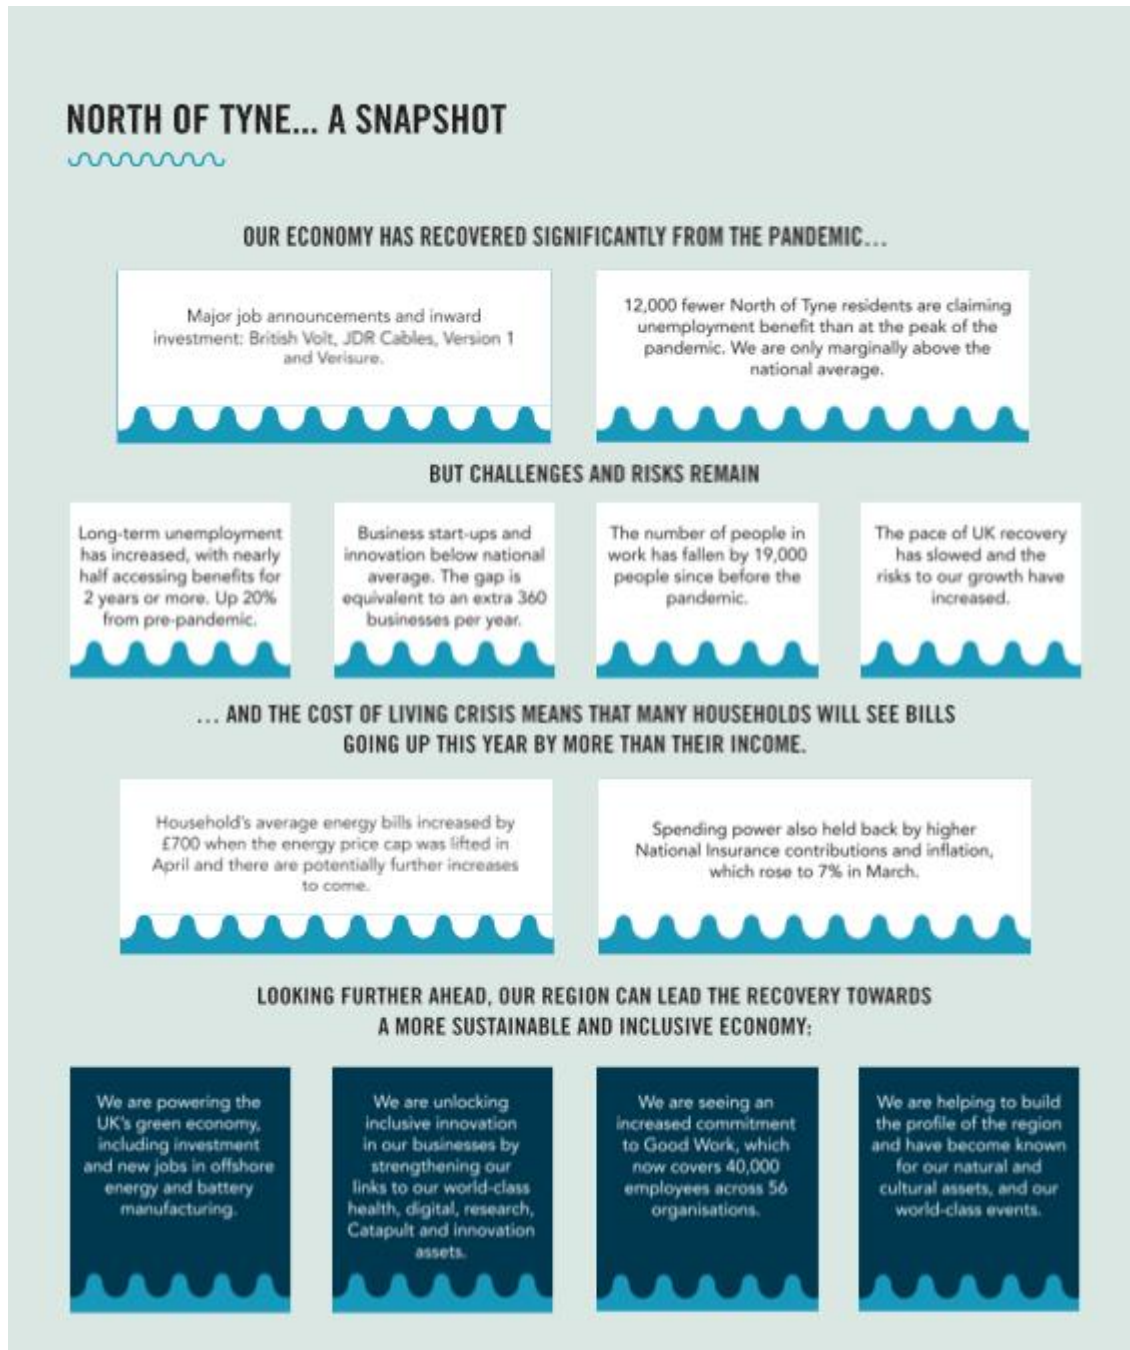 NORTH OF TYNE... A SNAPSHOT
OUR ECONOMY HAS RECOVERED SIGNIFICANTLY FROM THE PANDEMIC...
Major job announcements and inward
investment: British Volt, JDR Cables, Version 1
and Verisure.
12,000 fewer North of Tyne residents are claiming
unemployment benefit than at the peak of the
pandemic. We are only marginally above the
national average.
BUT CHALLENGES AND RISKS REMAIN
Long-term unemployment
has increased, with nearly
half accessing benefits for
2 years or more. Up 20%
from pre-pandemic.
Business start-ups and
innovation below national
average. The gap is
equivalent to an extra 360
businesses per year.
The number of people in
work has fallen by 19,000
people since before the
pandemic.
The pace of UK recovery
has slowed and the
risks to our growth have
increased.
... AND THE COST OF LIVING CRISIS MEANS THAT MANY HOUSEHOLDS WILL SEE BILLS
GOING UP THIS YEAR BY MORE THAN THEIR INCOME.
Household's average energy bills increased by
£700 when the energy price cap was lifted in
April and there are potentially further increases
to come.
Spending power also held back by higher
National Insurance contributions and inflation,
which rose to 7% in March.
LOOKING FURTHER AHEAD, OUR REGION CAN LEAD THE RECOVERY TOWARDS
A MORE SUSTAINABLE AND INCLUSIVE ECONOMY:
We are powering the
UK's green economy,
including investment
and new jobs in offshore
energy and battery
manufacturing.
We are unlocking
inclusive innovation
in our businesses by
strengthening our
links to our world-class
health, digital, research,
Catapult and innovation
assets.
We are seeing an
increased commitment
to Good Work, which
now covers 40,000
employees across 56
organisations.
We are helping to build
the profile of the region
and have become known
for our natural and
cultural assets, and our
world-class events.